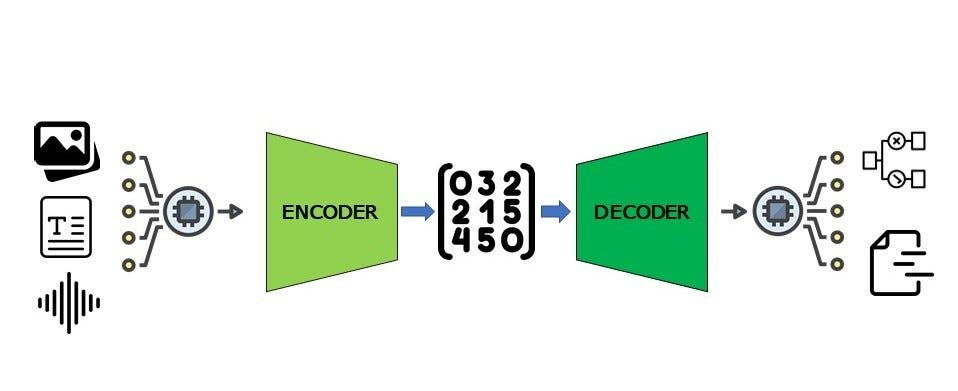 T
ENCODER
0 3 2
2 1 5
4 5 0
DECODER